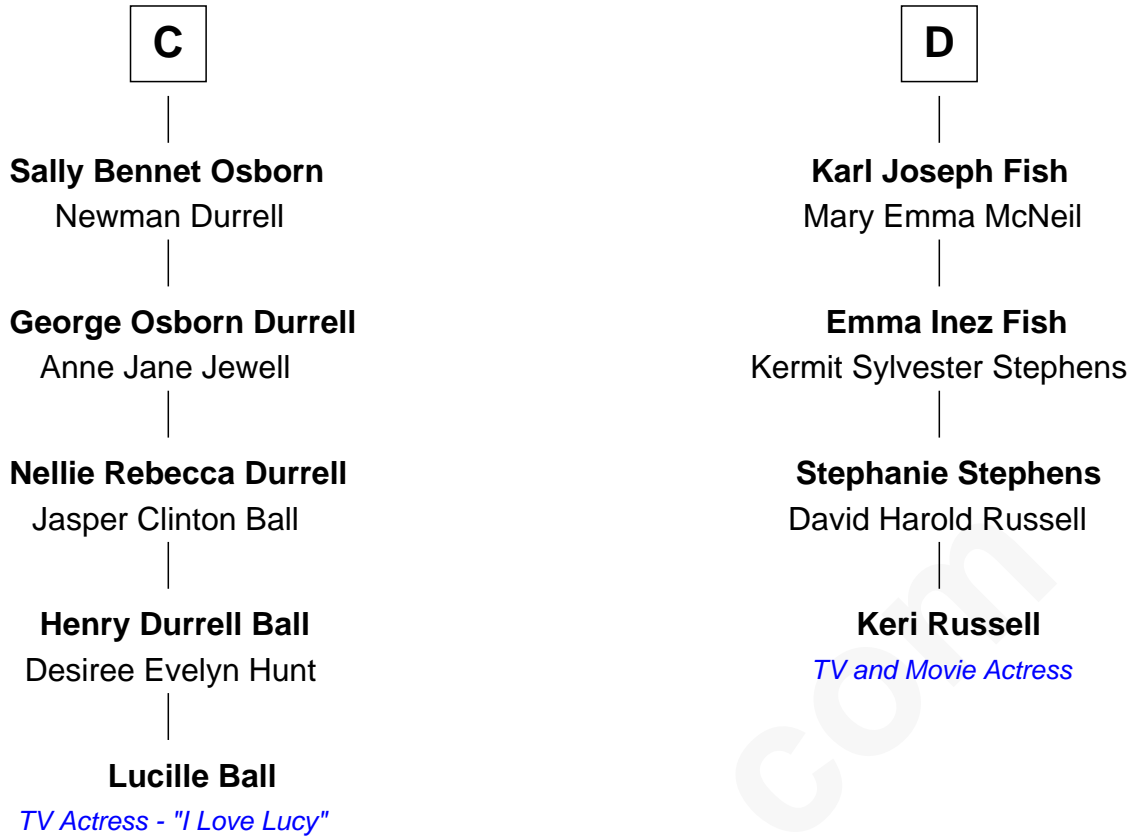 C
Sally Bennet Osborn
Newman Durrell
George Osborn Durrell
Anne Jane Jewell
Nellie Rebecca Durrell
Jasper Clinton Ball
Henry Durrell Ball
Desiree Evelyn Hunt
Lucille Ball
TV Actress - "I Love Lucy"
D
Karl Joseph Fish
Mary Emma McNeil
Emma Inez Fish
Kermit Sylvester Stephens
Stephanie Stephens
David Harold Russell
Keri Russell
TV and Movie Actress
com